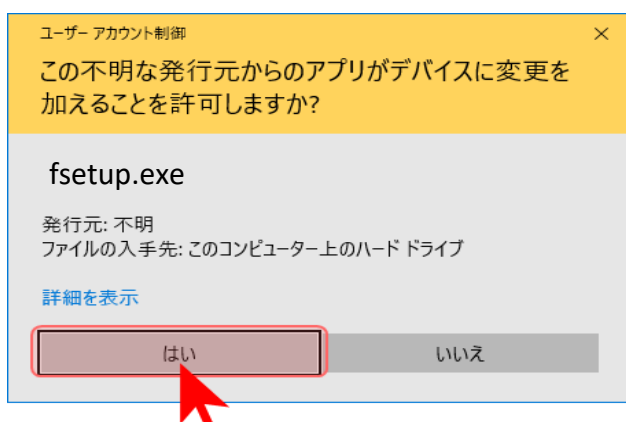 ユーザー アカウント制御
この不明な発行元からのアプリがデバイスに変更を
加えることを許可しますか?
fsetup.exe
発行元: 不明
ファイルの入手先: このコンピューター上のハード ドライブ
詳細を表示
はい
いいえ